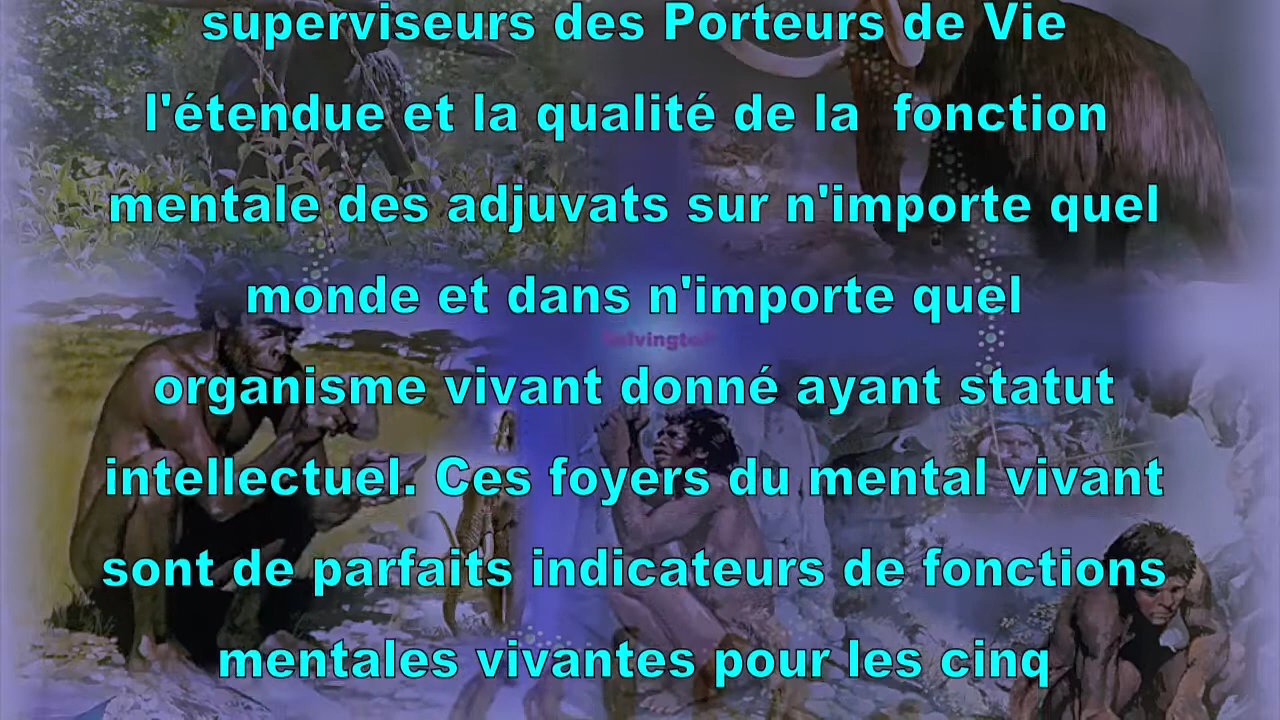 superviseurs des Porteurs de Vie
l'étendue et la qualité de la fonction
mentale des adjuvats sur n'importe quel
monde et dans n'importe quel
organisme vivant donné ayant statut
intellectuel. Ces foyers du mental vivant
sont de parfaits indicateurs de fonctions
mentales vivantes pour les cinq